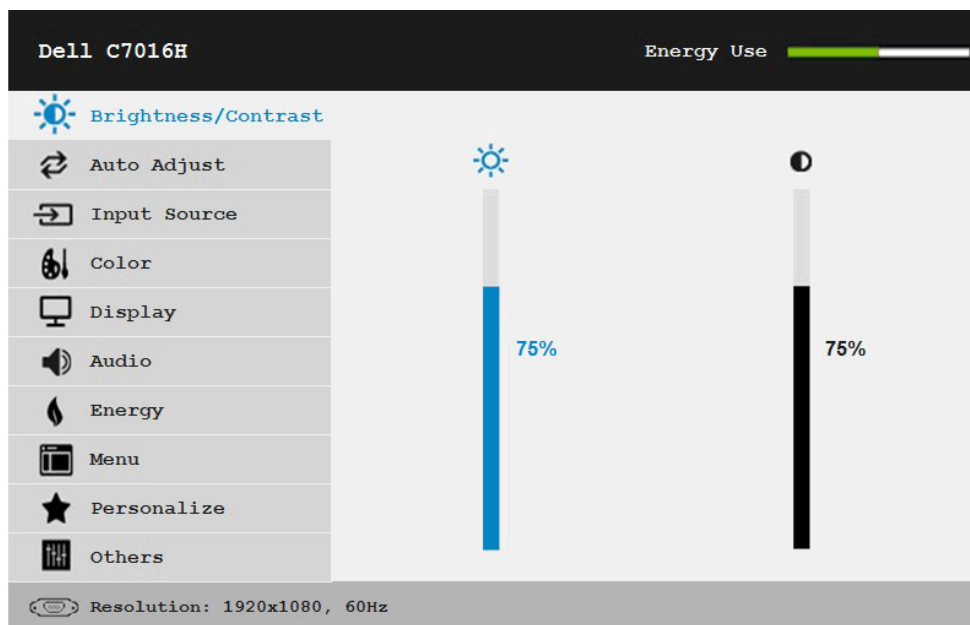 Dell C7016H
Energy Use
Brightness/Contrast
Auto Adjust
Input Source
Color
Display
Audio
Energy
Menu
Personalize
Others
75%
75%
Resolution: 1920x1080, 60Hz